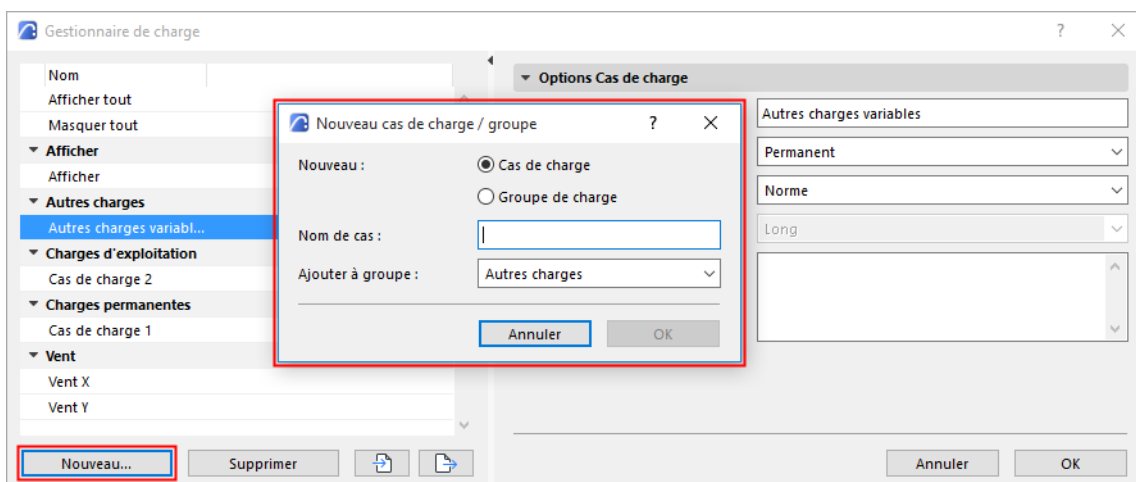 Gestionnaire de charge
?
Nom
Afficher tout
Masquer tout
Afficher
Afficher
Autres charges
Autres charges variabl...
Charges d'exploitation
Cas de charge 2
Charges permanentes
Cas de charge 1
Vent
Vent X
Vent Y
Nouveau...
Supprimer
Nouveau cas de charge / groupe
?
Nouveau :
Cas de charge
Groupe de charge
Nom de cas :
Ajouter à groupe :
Autres charges
Annuler
OK
Options Cas de charge
Autres charges variables
Permanent
Norme
Long
Annuler
OK